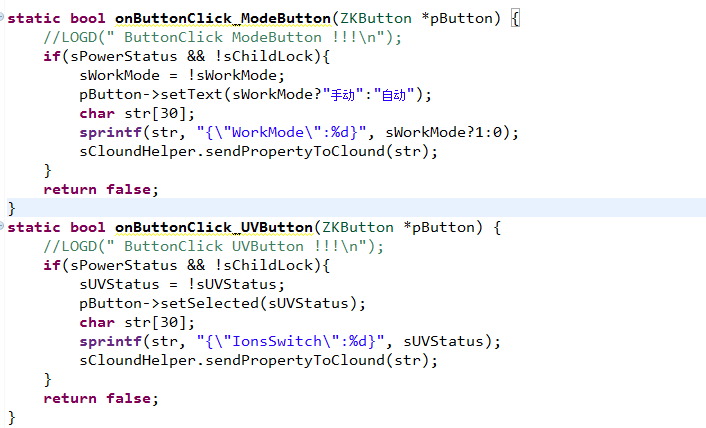 static bool onButtonClick_ModeButton(ZKButton *pButton) {
    //LOGD(" ButtonClick ModeButton !!!\n");
    if(sPowerStatus && !sChildLock){
        sWorkMode = !sWorkMode;
        pButton->setText(sWorkMode?"手动":"自动");
        char str[30];
        sprintf(str, "{\"WorkMode\":%d}", sWorkMode?1:0);
        sCloundHelper.sendPropertyToClound(str);
    }
    return false;
}
static bool onButtonClick_UVButton(ZKButton *pButton) {
    //LOGD(" ButtonClick UVButton !!!\n");
    if(sPowerStatus && !sChildLock){
        sUVStatus = !sUVStatus;
        pButton->setSelected(sUVStatus);
        char str[30];
        sprintf(str, "{\"IonsSwitch\":%d}", sUVStatus);
        sCloundHelper.sendPropertyToClound(str);
    }
    return false;
}